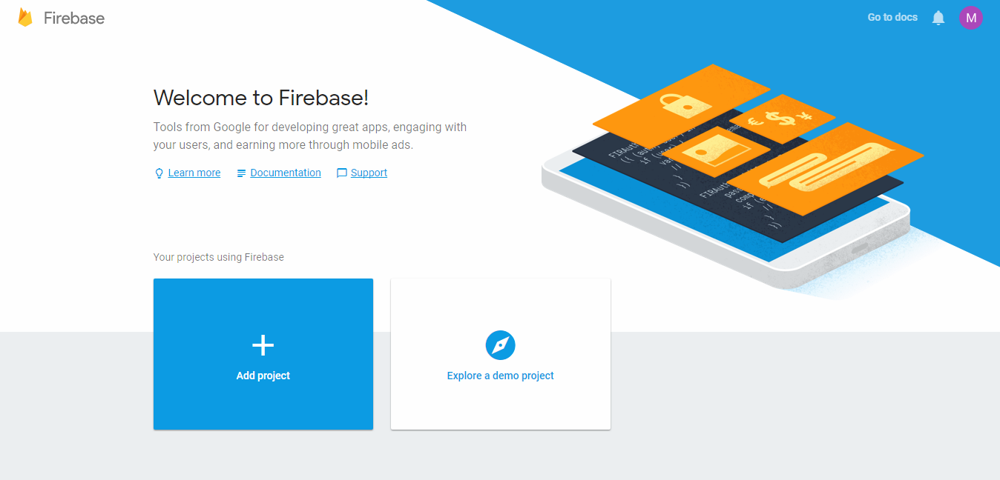 Firebase
Go to docs
M
Welcome to Firebase!
Tools from Google for developing great apps, engaging with
your users, and earning more through mobile ads.
Learn more
Documentation
Support
Your projects using Firebase
Add project
Explore a demo project